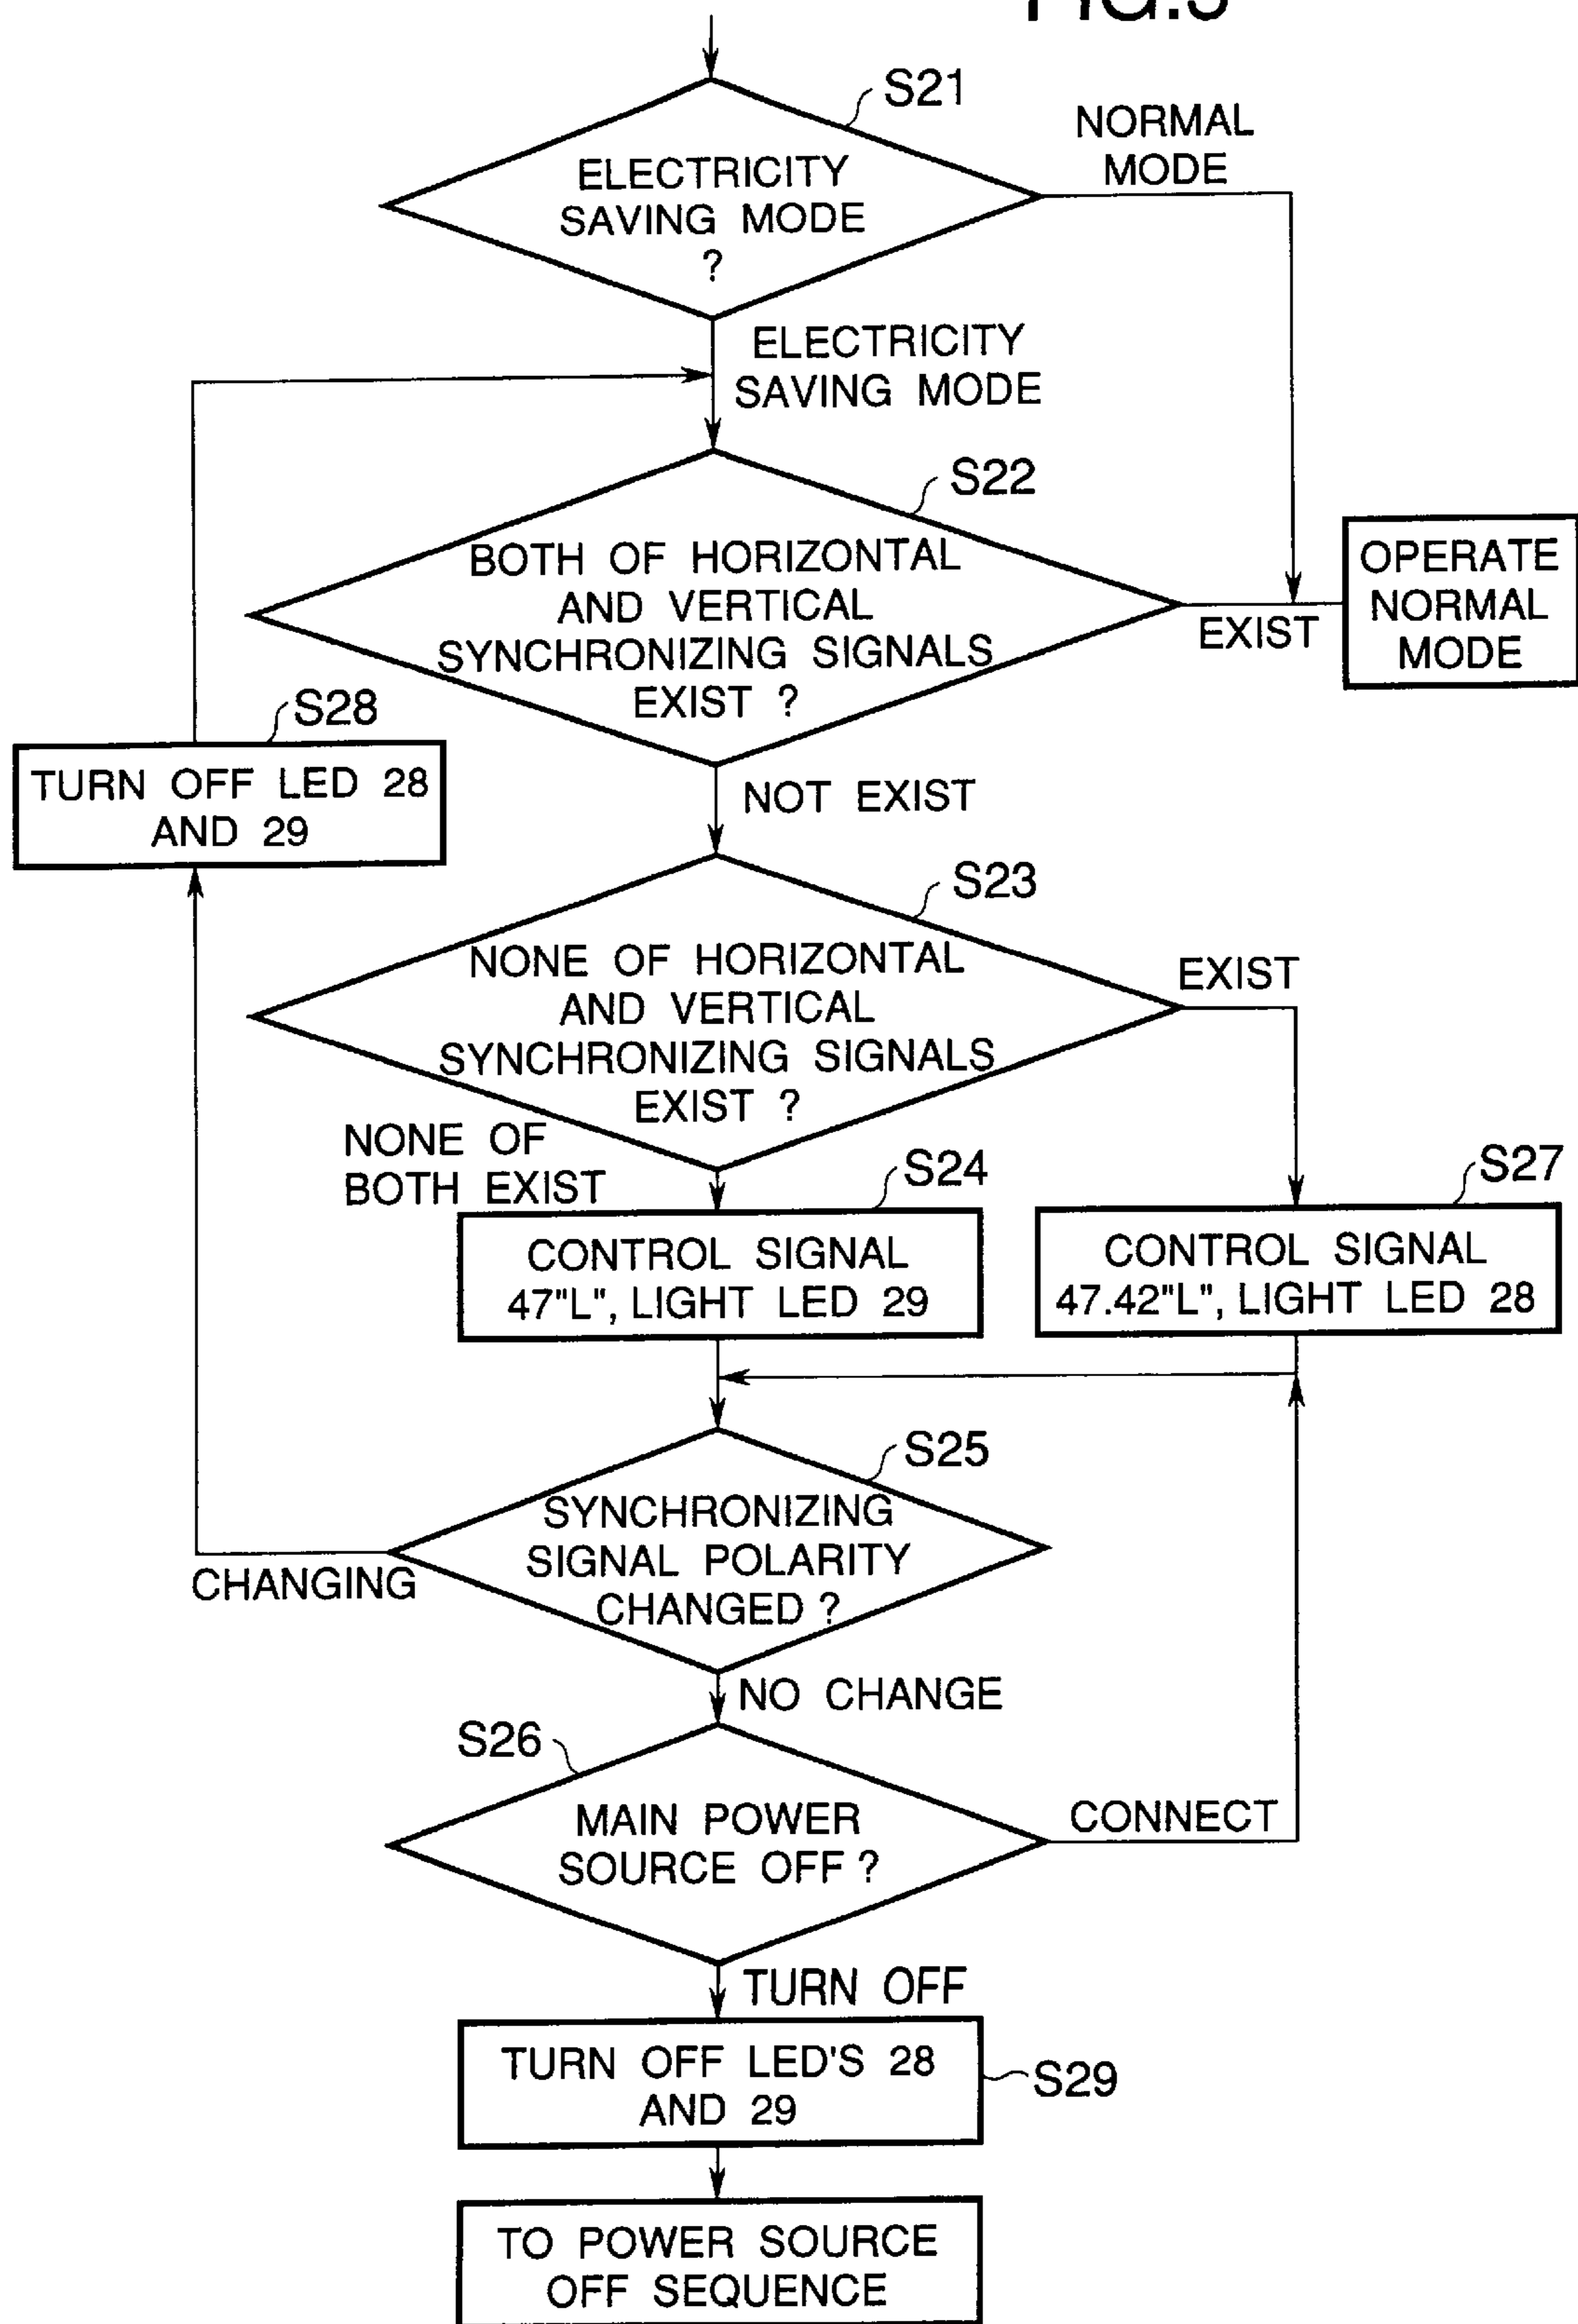 FIG.5
S21
NORMAL
MODE
ELECTRICITY
SAVING MODE
?
ELECTRICITY
SAVING MODE
S22
BOTH OF HORIZONTAL
AND VERTICAL
SYNCHRONIZING SIGNALS
EXIST ?
EXIST
OPERATE
NORMAL
MODE
S28
TURN OFF LED 28
AND 29
NOT EXIST
S23
NONE OF HORIZONTAL
AND VERTICAL
SYNCHRONIZING SIGNALS
EXIST ?
EXIST
NONE OF
BOTH EXIST
S24
CONTROL SIGNAL
47"L", LIGHT LED 29
S27
CONTROL SIGNAL
47.42"L", LIGHT LED 28
S25
SYNCHRONIZING
SIGNAL POLARITY
CHANGED ?
CHANGING
NO CHANGE
S26
MAIN POWER
SOURCE OFF ?
CONNECT
TURN OFF
TURN OFF LED'S 28
AND 29
S29
TO POWER SOURCE
OFF SEQUENCE